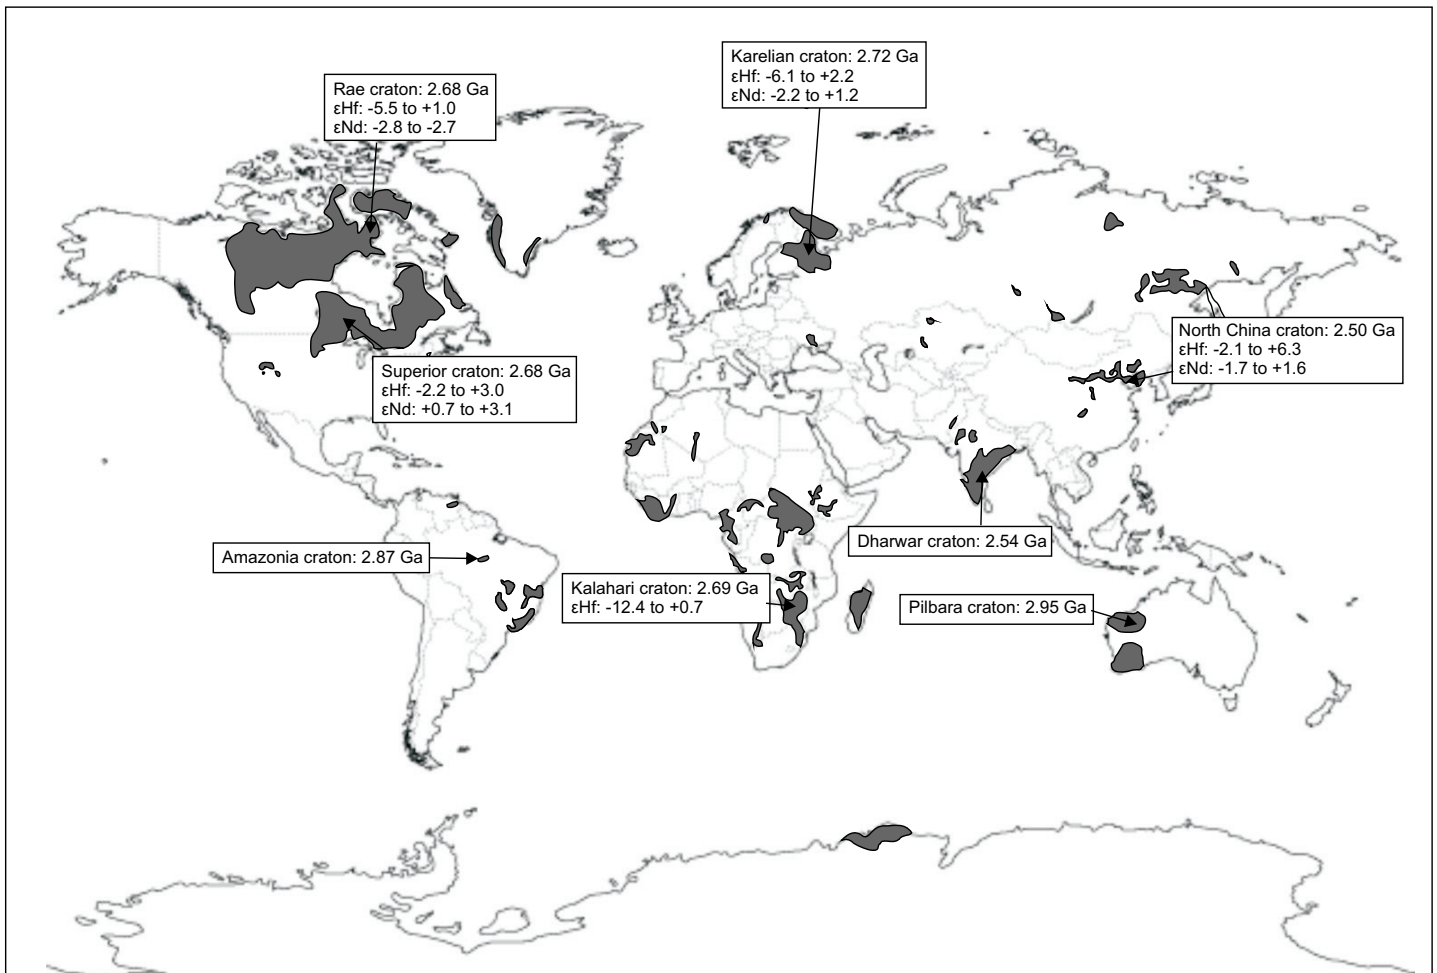 Karelian craton: 2.72 Ga
εHf: -6.1 to +2.2
εNd: -2.2 to +1.2
Rae craton: 2.68 Ga
εHf: -5.5 to +1.0
εNd: -2.8 to -2.7
North China craton: 2.50 Ga
εHf: -2.1 to +6.3
εNd: -1.7 to +1.6
Superior craton: 2.68 Ga
εHf: -2.2 to +3.0
εNd: +0.7 to +3.1
Dharwar craton: 2.54 Ga
Amazonia craton: 2.87 Ga
Kalahari craton: 2.69 Ga
εHf: -12.4 to +0.7
Pilbara craton: 2.95 Ga